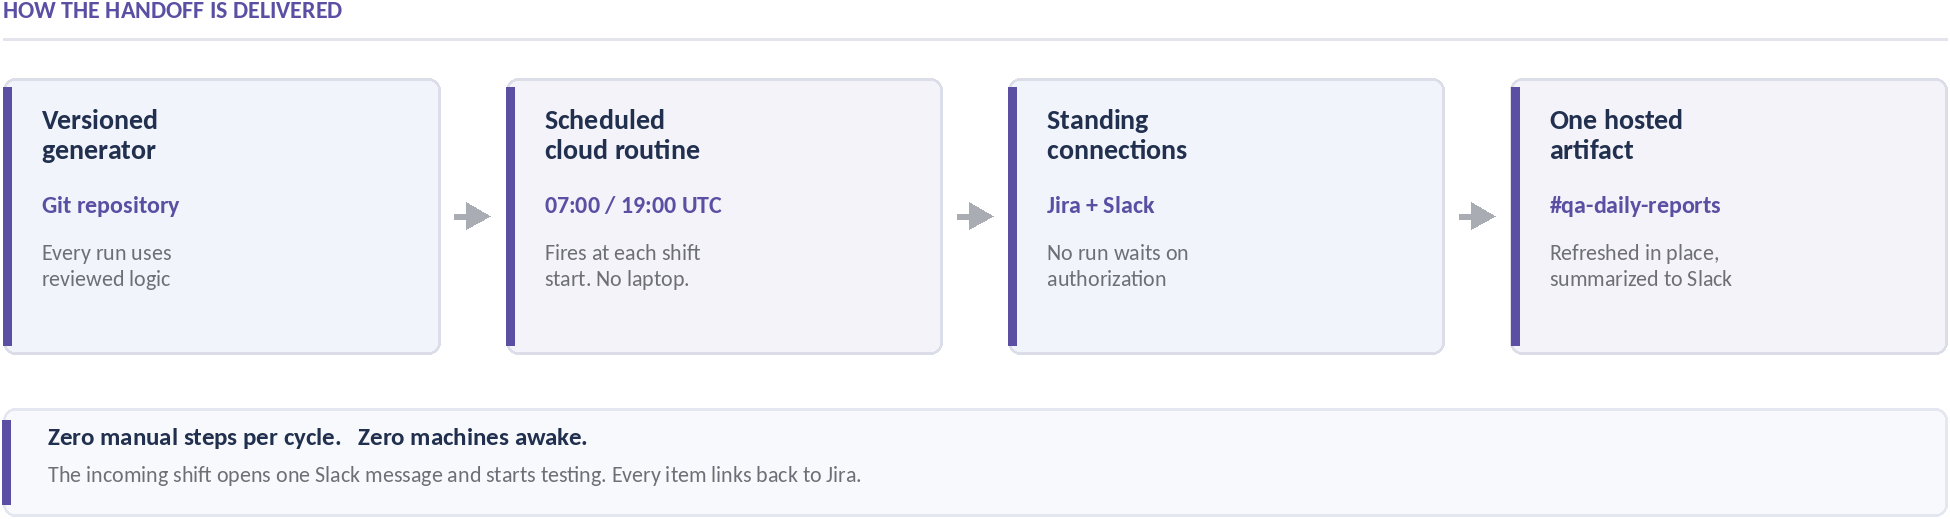 HOW THE HANDOFF IS DELIVERED
Versioned
generator
Git repository
Every run uses
reviewed logic
Scheduled
cloud routine
07:00 / 19:00 UTC
Fires at each shift
start. No laptop.
Standing
connections
Jira + Slack
No run waits on
authorization
One hosted
artifact
#qa-daily-reports
Refreshed in place,
summarized to Slack
Zero manual steps per cycle. Zero machines awake.
The incoming shift opens one Slack message and starts testing. Every item links back to Jira.